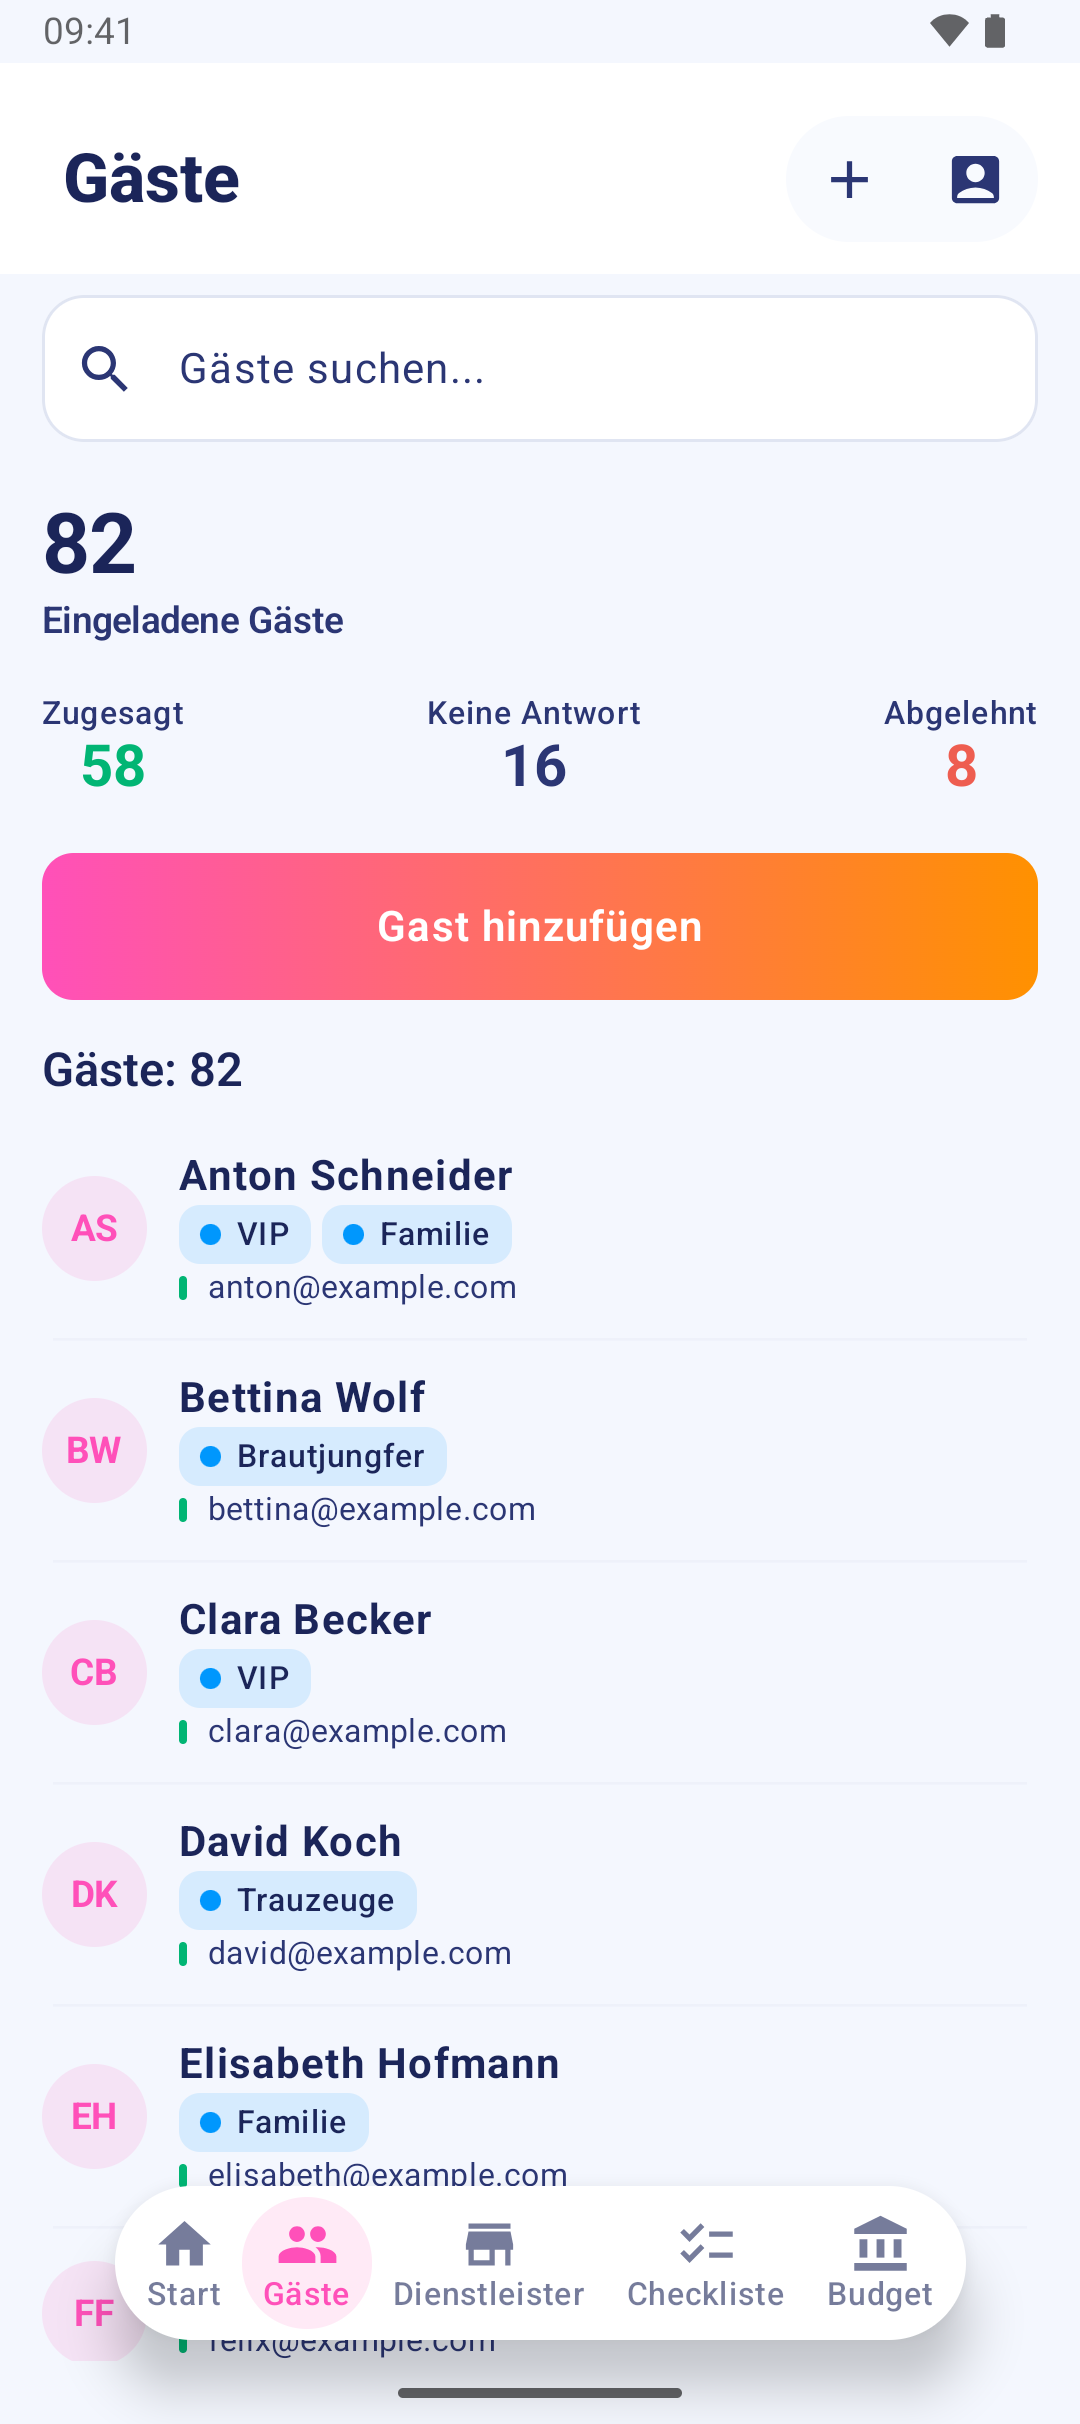 09:41
Gäste
Gäste suchen...
82
Eingeladene Gäste
Zugesagt Keine Antwort Abgelehnt
58 16 8
Gast hinzufügen
Gäste: 82
Anton Schneider
AS
VIP Familie
anton@example.com
Bettina Wolf
BW
Brautjungfer
bettina@example.com
Clara Becker
CB
VIP
clara@example.com
David Koch
DK
Trauzeuge
david@example.com
Elisabeth Hofmann
EH
Familie
elisabeth@example.com
Start Gäste Dienstleister Checkliste Budget
FF
felix@example.com